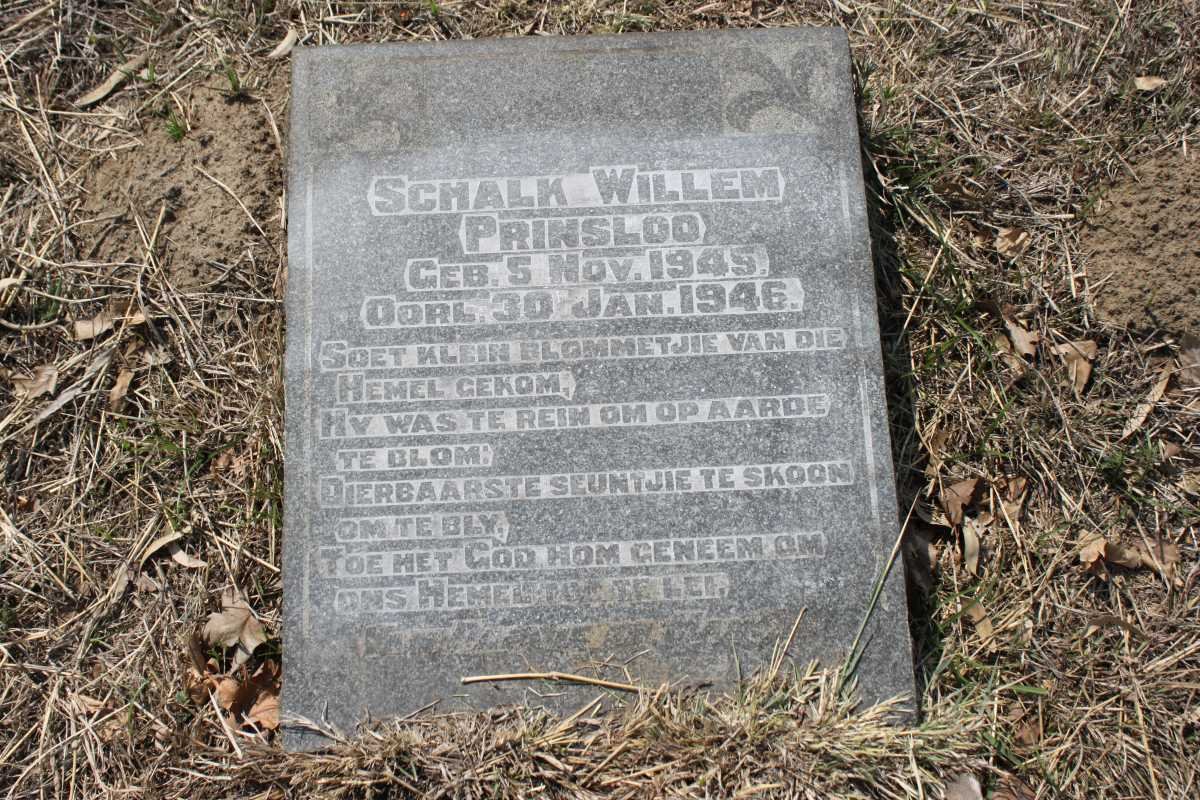 SCHALK WILLEM
PRINSLOO
GEB. 5 NOV. 1945.
OORL. 30 JAN. 1946.
SOET KLEIN BLOMMETJIE VAN DIE
HEMEL GEKOM,
HY WAS TE REIN OM OP AARDE
TE BLOM:
DIERBAARSTE SEUNTJIE TE SKOON
OM TE BLY,
TOE HET GOD HOM GENEEM OM
ONS HEMEL TOE TE LEI.